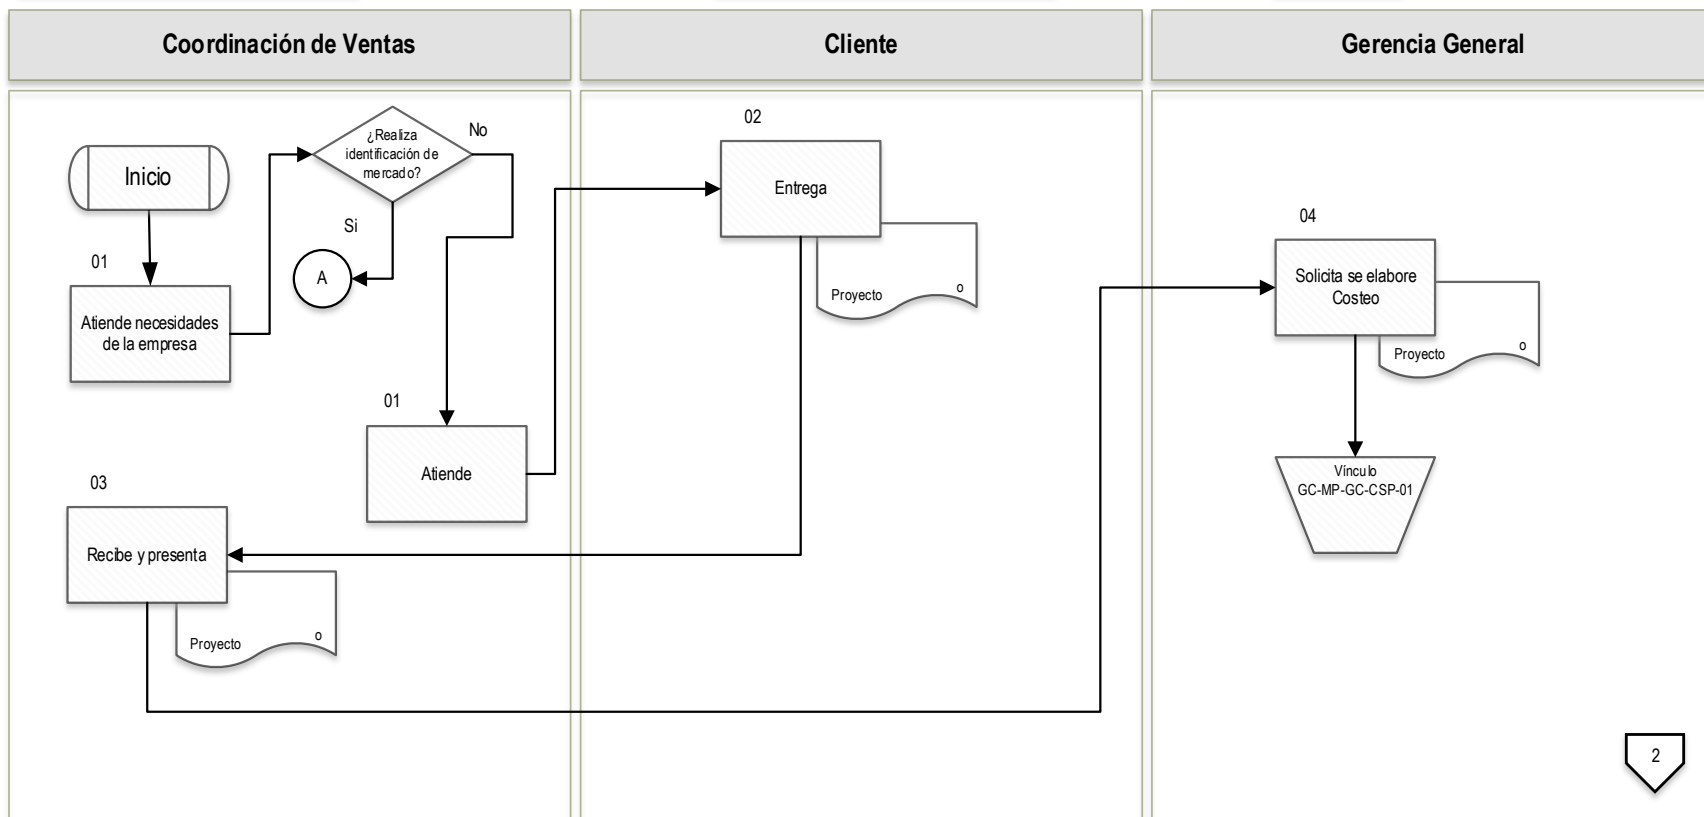 Coordinación de Ventas
Cliente
Gerencia General
Inicio
¿Realiza
identificación de
mercado?
No
Si
A
01
Atiende necesidades
de la empresa
01
Atiende
02
Entrega
Proyecto
o
03
Recibe y presenta
Proyecto
o
04
Solicita se elabore
Costeo
Proyecto
o
Vínculo
GC-MP-GC-CSP-01
2